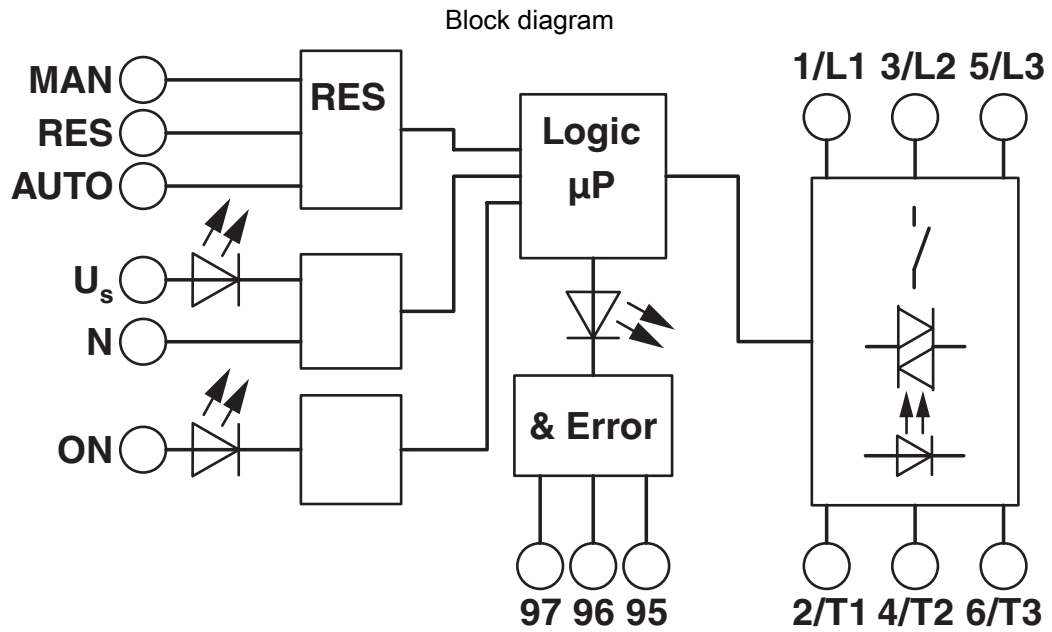 Block diagram
MAN
RES
AUTO
RES
Us
N
ON
Logic
µP
& Error
97 96 95
1/L1 3/L2 5/L3
2/T1 4/T2 6/T3